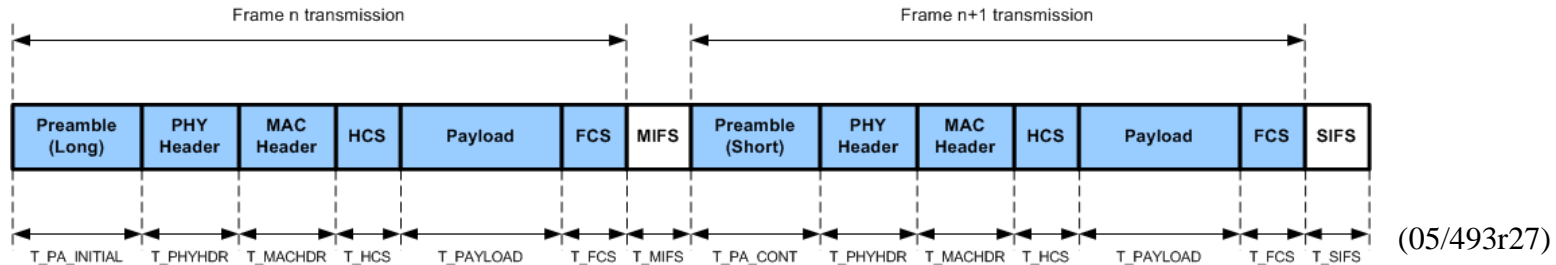 Frame n transmission
Frame n+1 transmission
Preamble (Long)
PHY Header
MAC Header
HCS
Payload
FCS
MIFS
Preamble (Short)
PHY Header
MAC Header
HCS
Payload
FCS
SIFS
T_PA_INITIAL
T_PHYHDR
T_MACHDR
T_HCS
T_PAYLOAD
T_FCS
T_MIFS
T_PA_CONT
T_PHYHDR
T_MACHDR
T_HCS
T_PAYLOAD
T_FCS
T_SIFS
(05/493r27)